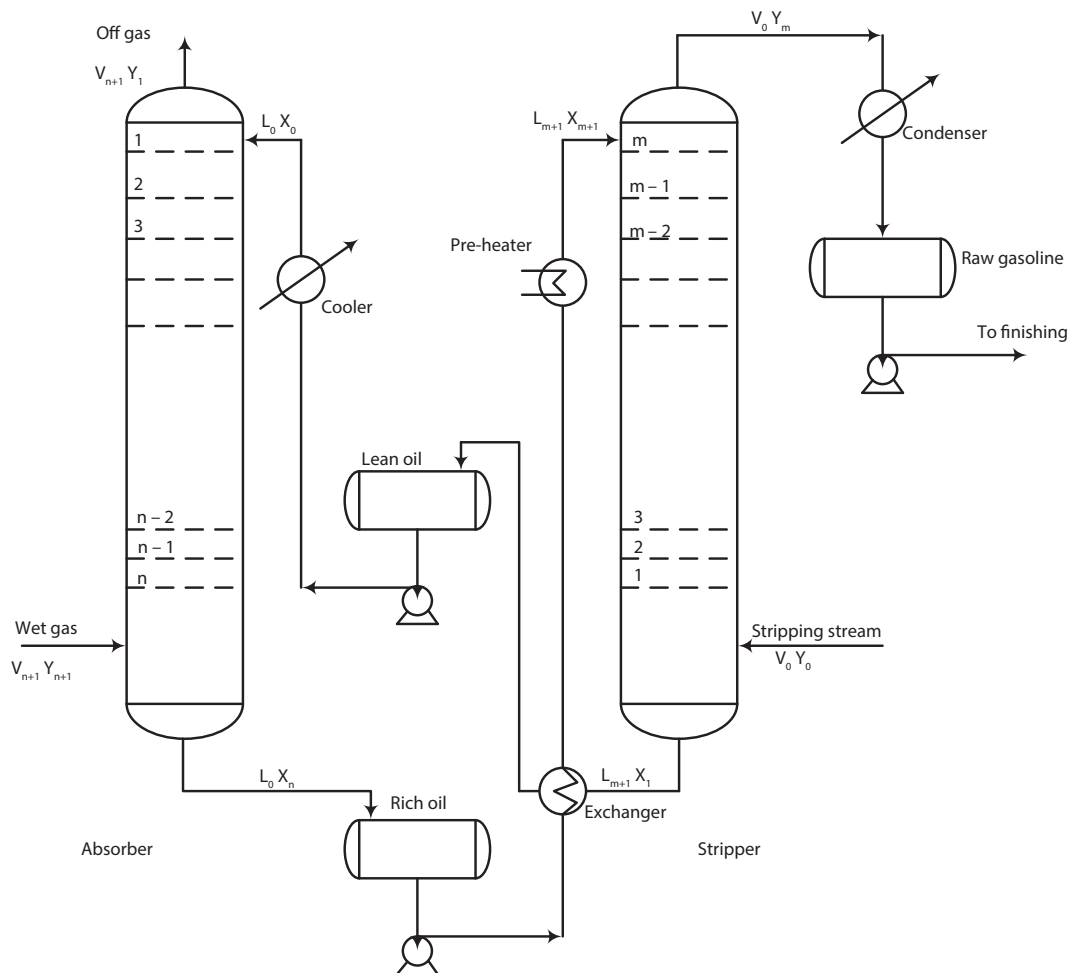 Off gas
V_{n+1} Y_1
1
2
3
n – 2
n – 1
n
Wet gas
V_{n+1} Y_{n+1}
L_0 X_0
Cooler
Lean oil
L_0 X_n
Rich oil
Absorber
V_0 Y_m
L_{m+1} X_{m+1}
Pre-heater
m
m – 1
m – 2
3
2
1
Condenser
Raw gasoline
To finishing
Stripping stream
V_0 Y_0
L_{m+1} X_1
Exchanger
Stripper